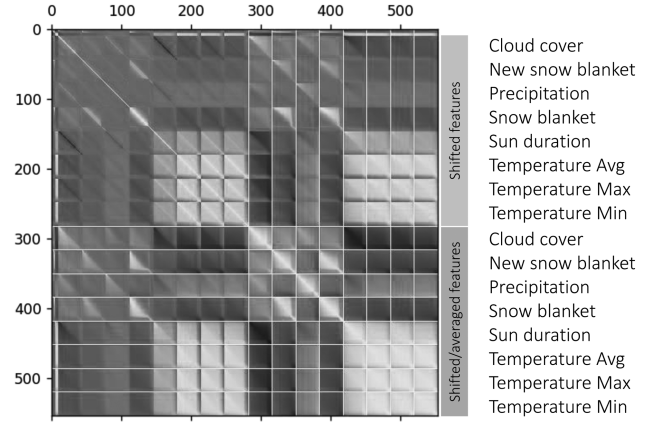 0 100 200 300 400 500
0
100
200
300
400
500
Shifted features
Shifted/averaged features
Cloud cover
New snow blanket
Precipitation
Snow blanket
Sun duration
Temperature Avg
Temperature Max
Temperature Min
Cloud cover
New snow blanket
Precipitation
Snow blanket
Sun duration
Temperature Avg
Temperature Max
Temperature Min